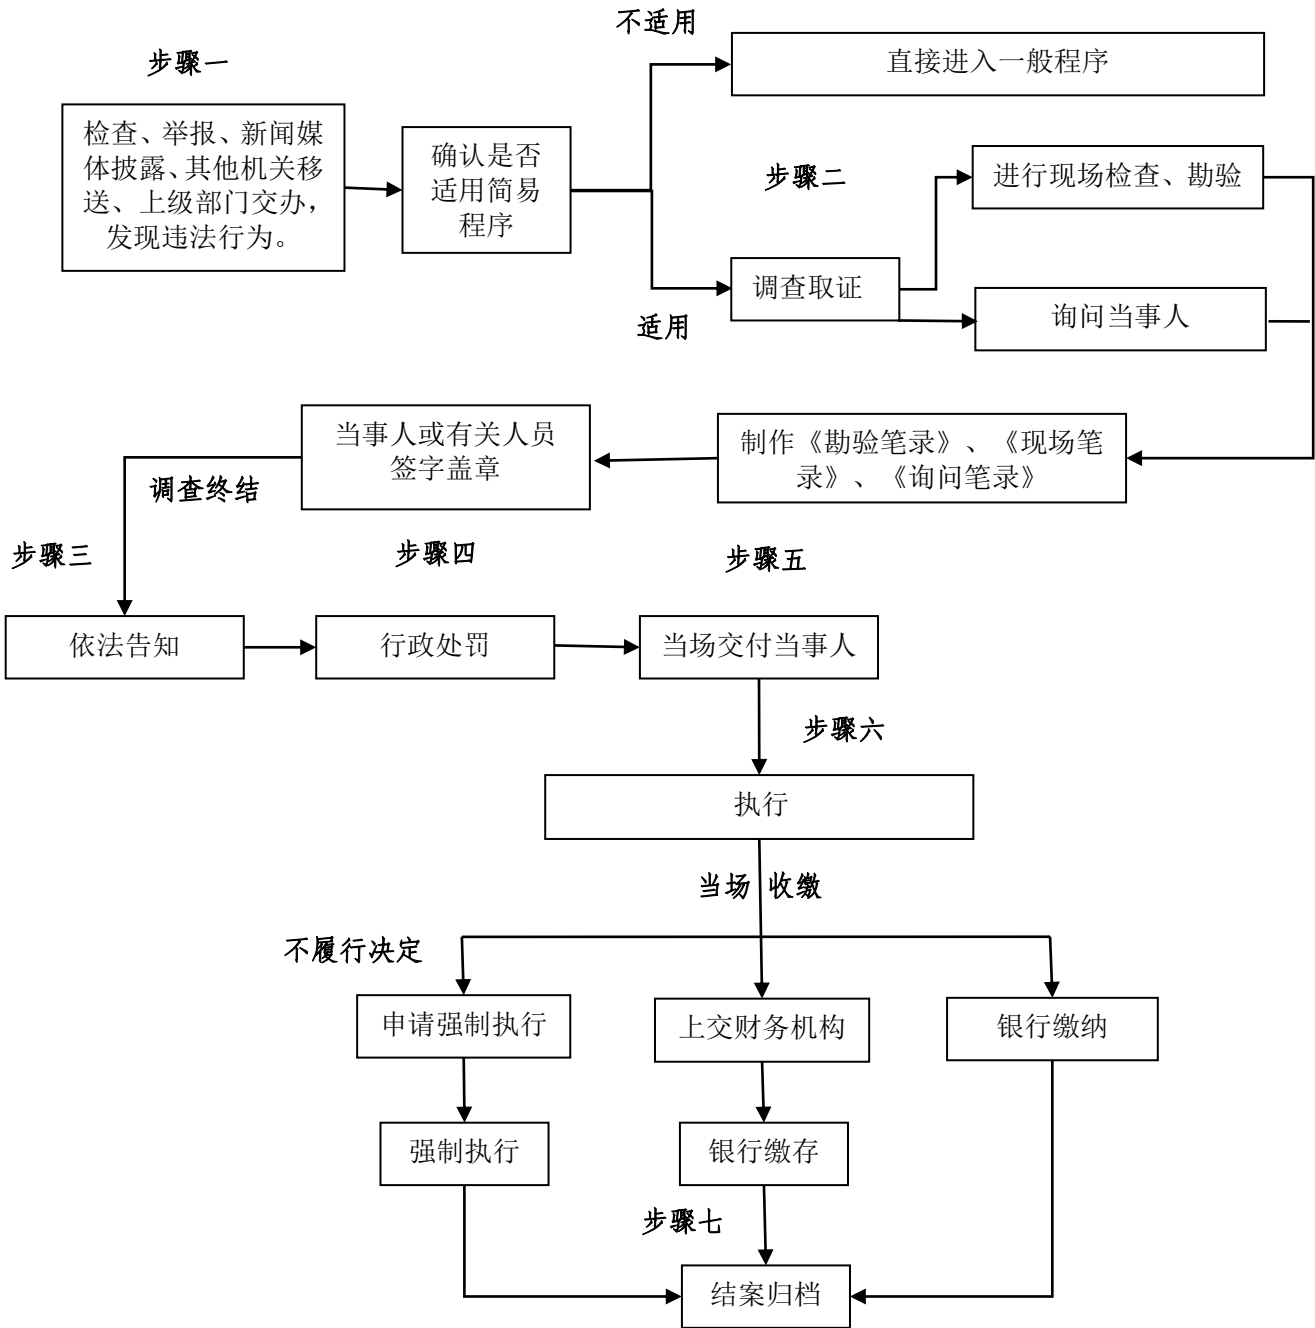 不适用
步骤一
直接进入一般程序
检查、举报、新闻媒
体披露、其他机关移
送、上级部门交办，
发现违法行为。
确认是否
适用简易
程序
步骤二
进行现场检查、勘验
调查取证
适用
询问当事人
当事人或有关人员
签字盖章
制作《勘验笔录》、《现场笔
录》、《询问笔录》
调查终结
步骤三
步骤四
步骤五
依法告知
行政处罚
当场交付当事人
步骤六
执行
当场 收缴
不履行决定
申请强制执行
上交财务机构
银行缴纳
强制执行
银行缴存
步骤七
结案归档